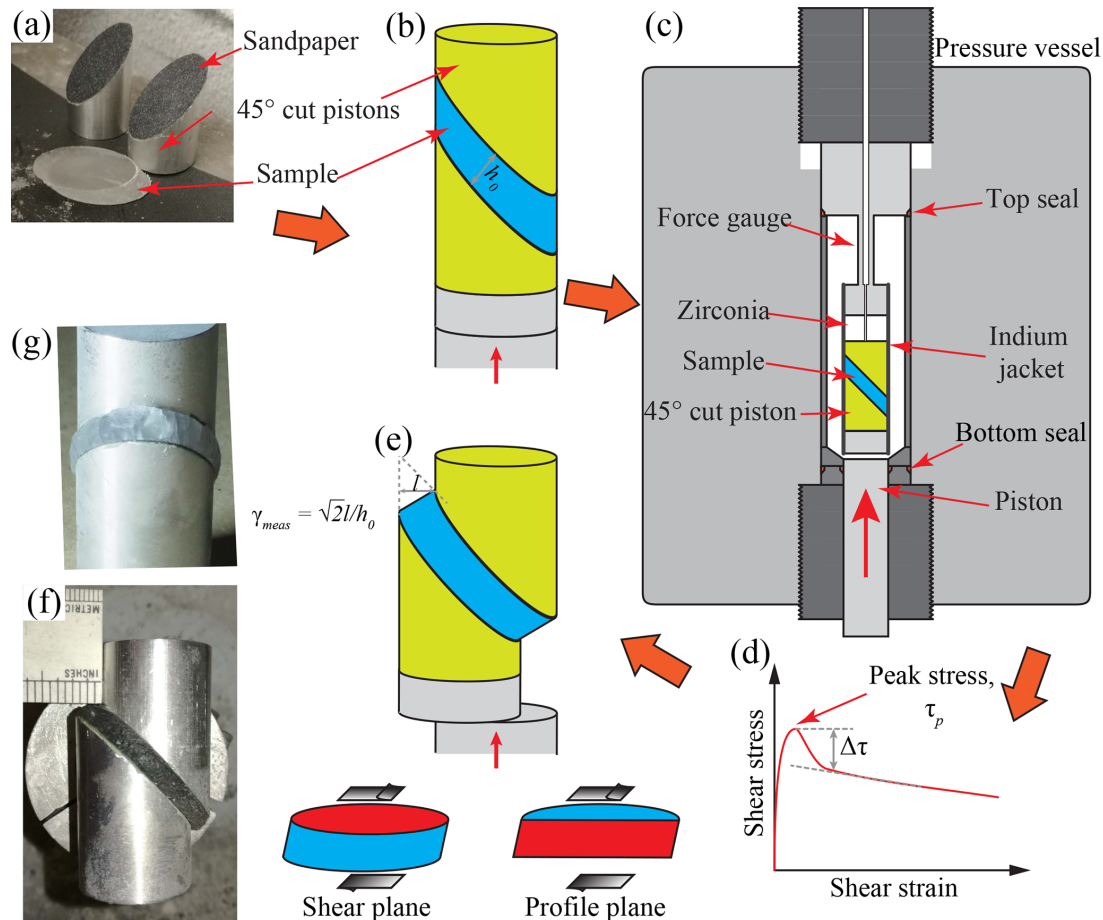 (a)
Sandpaper
45° cut pistons
Sample
(b)
h₀
(c)
Pressure vessel
Top seal
Force gauge
Zirconia
Indium
jacket
Sample
45° cut piston
Bottom seal
Piston
(g)
(e)
l
γmeas = √2l/h₀
(f)
METRIC
INCHES
(d)
Peak stress,
τp
Δτ
Shear stress
Shear strain
Shear plane
Profile plane